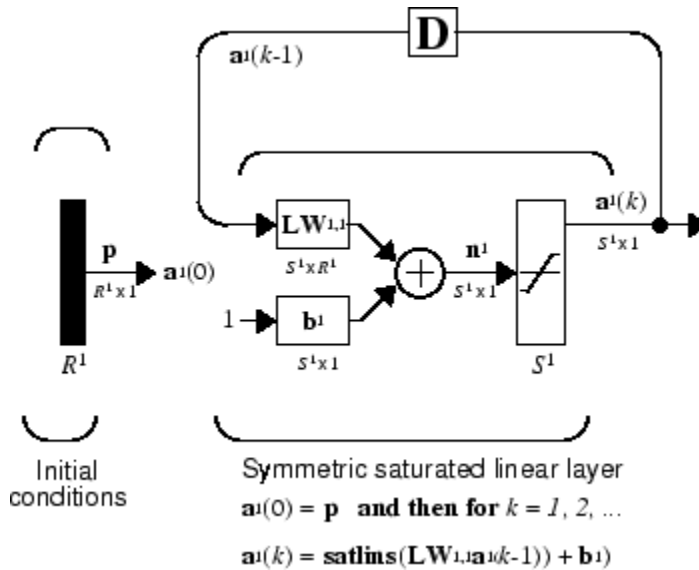 D
a¹(k-1)
a¹(k)
LW¹,¹
S¹x1
p
n¹
R¹x1
a¹(0)
S¹xR¹
S¹x1
1
b¹
S¹x1
R¹
S¹
Initial
conditions
Symmetric saturated linear layer
a¹(0) = p and then for k = 1, 2, ...
a¹(k) = satlins(LW¹,¹a¹(k-1)) + b¹)